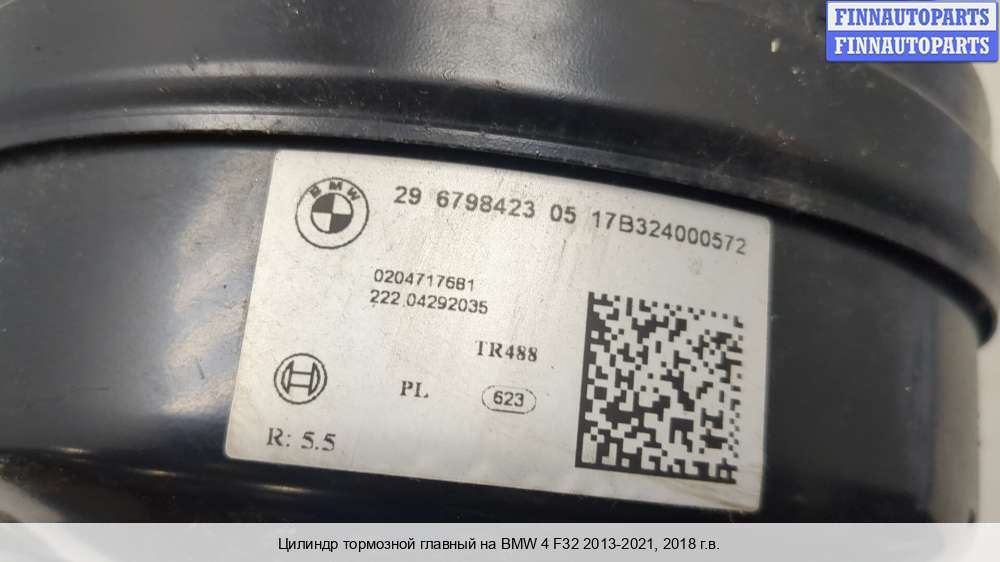 FINNAUTOPARTS
FINNAUTOPARTS
BMW
29 6798423 05 17B324000572
0204717681
222.04292035
TR488
PL 623
R: 5.5
Цилиндр тормозной главный на BMW 4 F32 2013-2021, 2018 г.в.